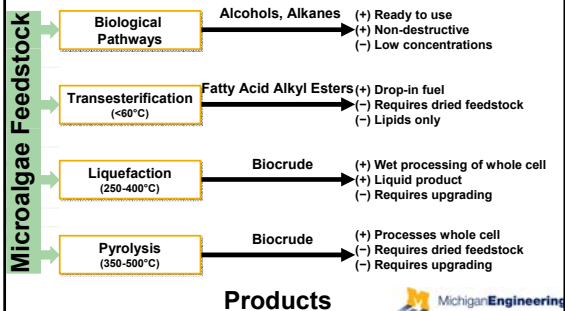 Microalgae Feedstock
Biological
Pathways
Alcohols, Alkanes
(+) Ready to use
(+) Non-destructive
(−) Low concentrations
Transesterification
(<60°C)
Fatty Acid Alkyl Esters
(+) Drop-in fuel
(−) Requires dried feedstock
(−) Lipids only
Liquefaction
(250-400°C)
Biocrude
(+) Wet processing of whole cell
(+) Liquid product
(−) Requires upgrading
Pyrolysis
(350-500°C)
Biocrude
(+) Processes whole cell
(−) Requires dried feedstock
(−) Requires upgrading
Products
MichiganEngineering